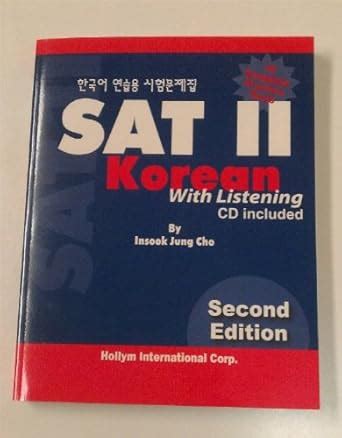 한국어 연습용 시험문제집
SAT II
Korean
With Listening
CD included
By
Insook Jung Cho
Second
Edition
Hollym International Corp.
SAT